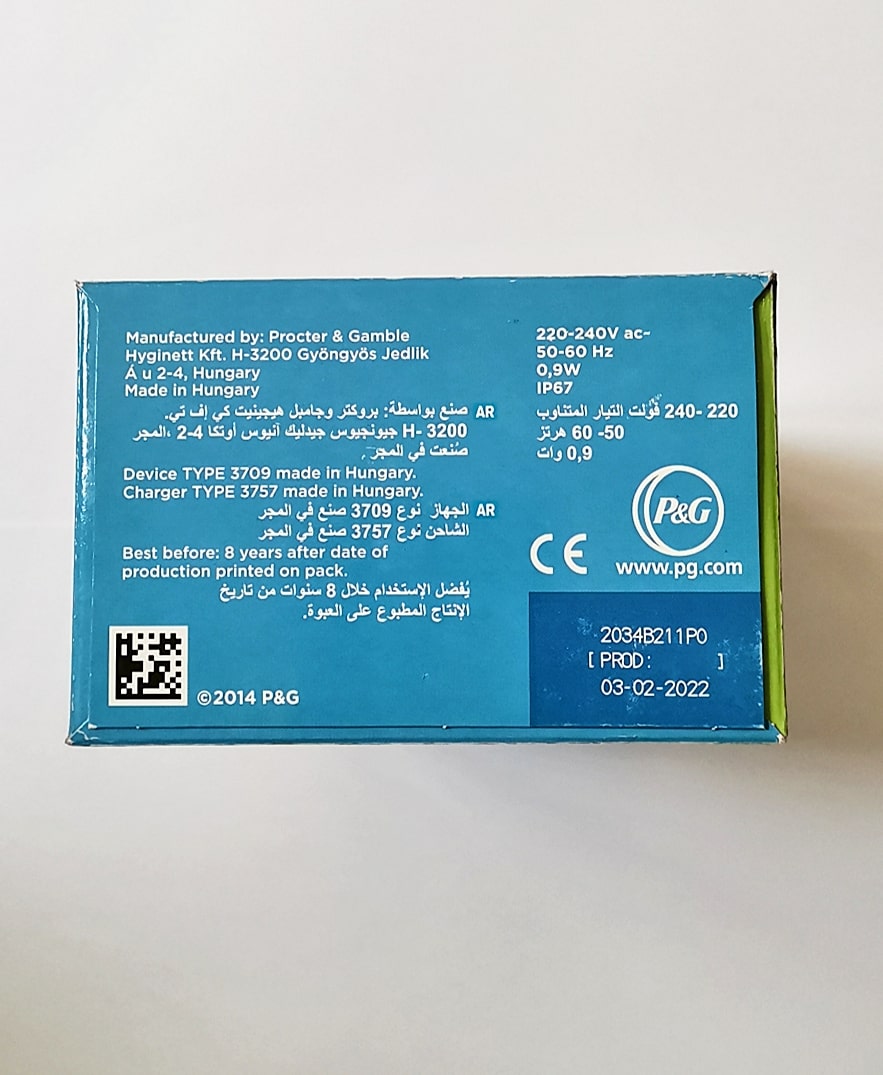 Manufactured by: Procter & Gamble
Hyginett Kft. H-3200 Gyöngyös Jedlik
Á u 2-4, Hungary
Made in Hungary
AR صنع بواسطة: بروكتر وجامبل هيجينيت كي إف تي.
H- 3200 جيونجيوس جيدليك آنيوس أوتكا 4-2 ،المجر
صُنعت في المجر.
Device TYPE 3709 made in Hungary.
Charger TYPE 3757 made in Hungary.
AR الجهاز نوع 3709 صنع في المجر
الشاحن نوع 3757 صنع في المجر
Best before: 8 years after date of
production printed on pack.
يُفضل الإستخدام خلال 8 سنوات من تاريخ
الإنتاج المطبوع على العبوة.
©2014 P&G
220-240V ac~
50-60 Hz
0,9W
IP67
220 -240 ڤولت التيار المتناوب
50- 60 هرتز
0,9 وات
P&G
CE
www.pg.com
2034B211P0
[ PROD: ]
03-02-2022